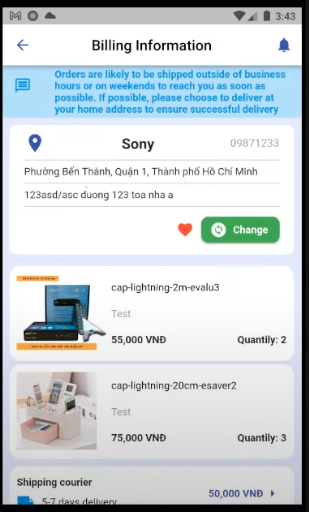 3:43
Billing Information
Orders are likely to be shipped outside of business
hours or on weekends to reach you as soon as
possible. If possible, please choose to deliver at
your home address to ensure successful delivery
Sony
09871233
Phường Bến Thành, Quận 1, Thành phố Hồ Chí Minh
123asd/asc duong 123 toa nha a
Change
cap-lightning-2m-evalu3
Test
55,000 VNĐ
Quantily: 2
cap-lightning-20cm-esaver2
Test
75,000 VNĐ
Quantily: 3
Shipping courier
5-7 days delivery
50,000 VNĐ